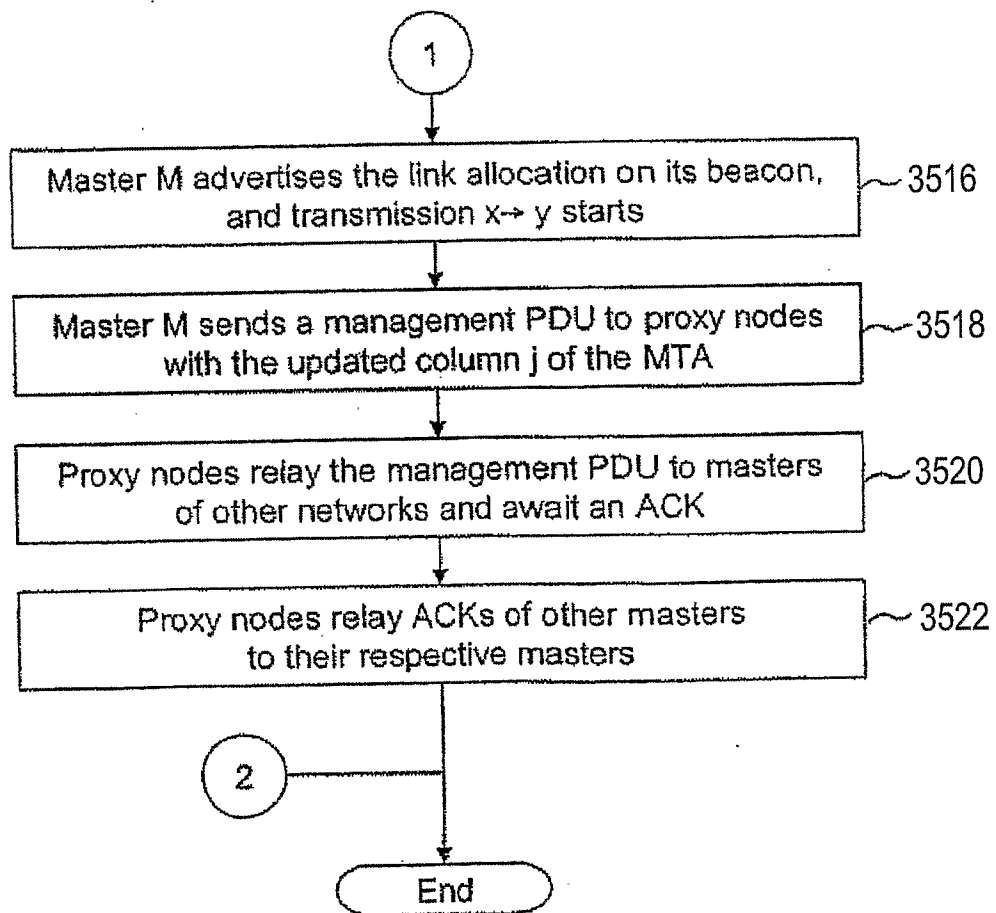 1
Master M advertises the link allocation on its beacon,
and transmission x→ y starts
3516
Master M sends a management PDU to proxy nodes
with the updated column j of the MTA
3518
Proxy nodes relay the management PDU to masters
of other networks and await an ACK
3520
Proxy nodes relay ACKs of other masters
to their respective masters
3522
2
End